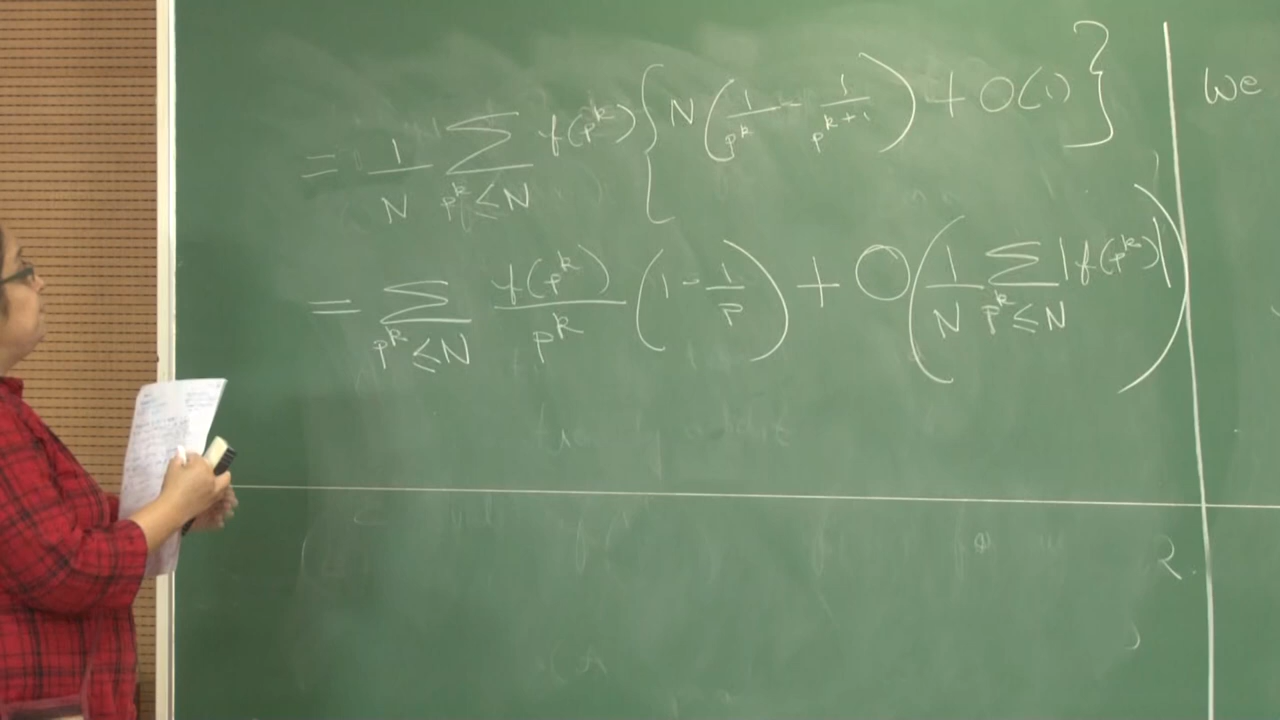 = 1/N ∑_{p^k ≤ N} f(p^k) { N ( 1/p^k - 1/p^{k+1} ) + O(1) }
= ∑_{p^k ≤ N} f(p^k)/p^k ( 1 - 1/p ) + O( 1/N ∑_{p^k ≤ N} |f(p^k)| )
We